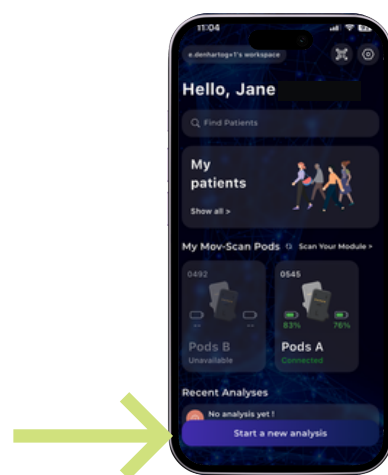 11:04
e.denhartog+1's workspace
Hello, Jane
Find Patients
My
patients
Show all >
My Mov-Scan Pods Scan Your Module >
0492
0545
-- --
83% 76%
Pods B
Pods A
Unavailable
Connected
Recent Analyses
No analysis yet !
Start a new analysis